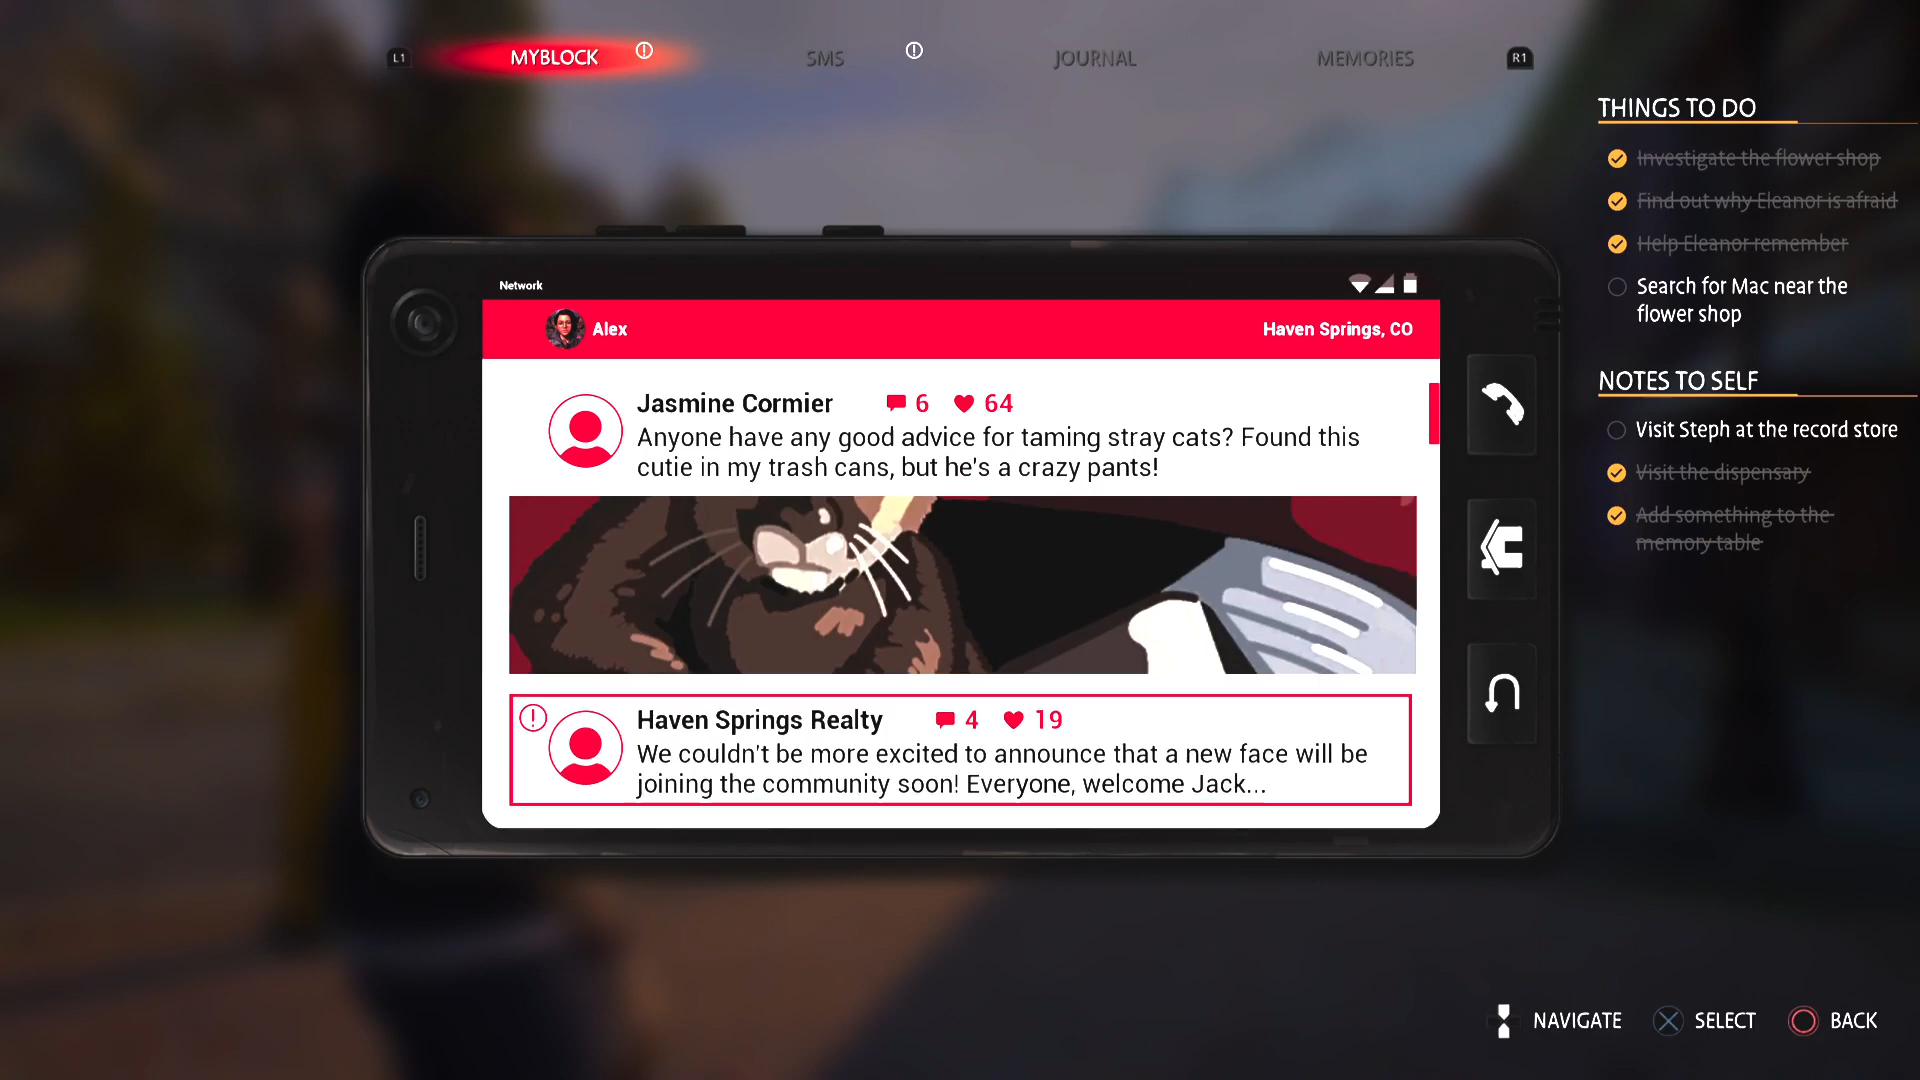 L1
MYBLOCK
SMS
JOURNAL
MEMORIES
R1
THINGS TO DO
Investigate the flower shop
Find out why Eleanor is afraid
Help Eleanor remember
Search for Mac near the
flower shop
NOTES TO SELF
Visit Steph at the record store
Visit the dispensary
Add something to the
memory table
Network
Alex
Haven Springs, CO
Jasmine Cormier 6 64
Anyone have any good advice for taming stray cats? Found this
cutie in my trash cans, but he's a crazy pants!
Haven Springs Realty 4 19
We couldn't be more excited to announce that a new face will be
joining the community soon! Everyone, welcome Jack...
NAVIGATE
SELECT
BACK